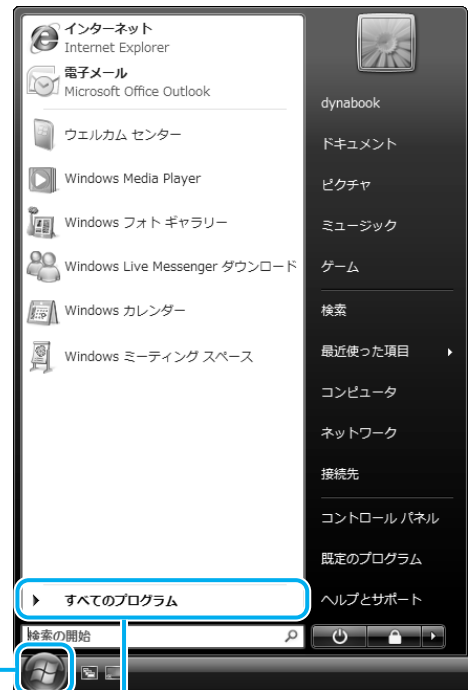 インターネット
Internet Explorer
電子メール
Microsoft Office Outlook
ウェルカム センター
Windows Media Player
Windows フォト ギャラリー
Windows Live Messenger ダウンロード
Windows カレンダー
Windows ミーティング スペース
すべてのプログラム
検索の開始
dynabook
ドキュメント
ピクチャ
ミュージック
ゲーム
検索
最近使った項目
コンピュータ
ネットワーク
接続先
コントロール パネル
既定のプログラム
ヘルプとサポート